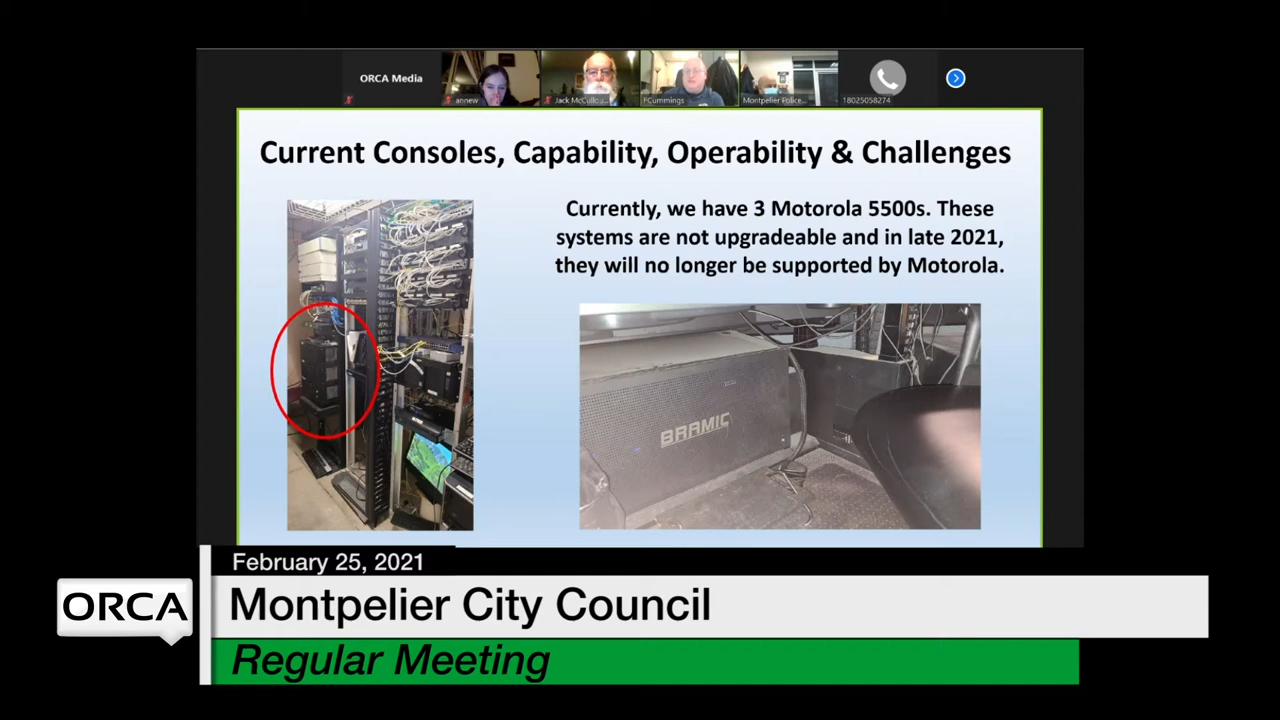 ORCA Media
annew
Jack McCullou...
FCummings
Montpelier Police...
18025058274
Current Consoles, Capability, Operability & Challenges
Currently, we have 3 Motorola 5500s. These
systems are not upgradeable and in late 2021,
they will no longer be supported by Motorola.
BRAMIC
February 25, 2021
ORCA
Montpelier City Council
Regular Meeting